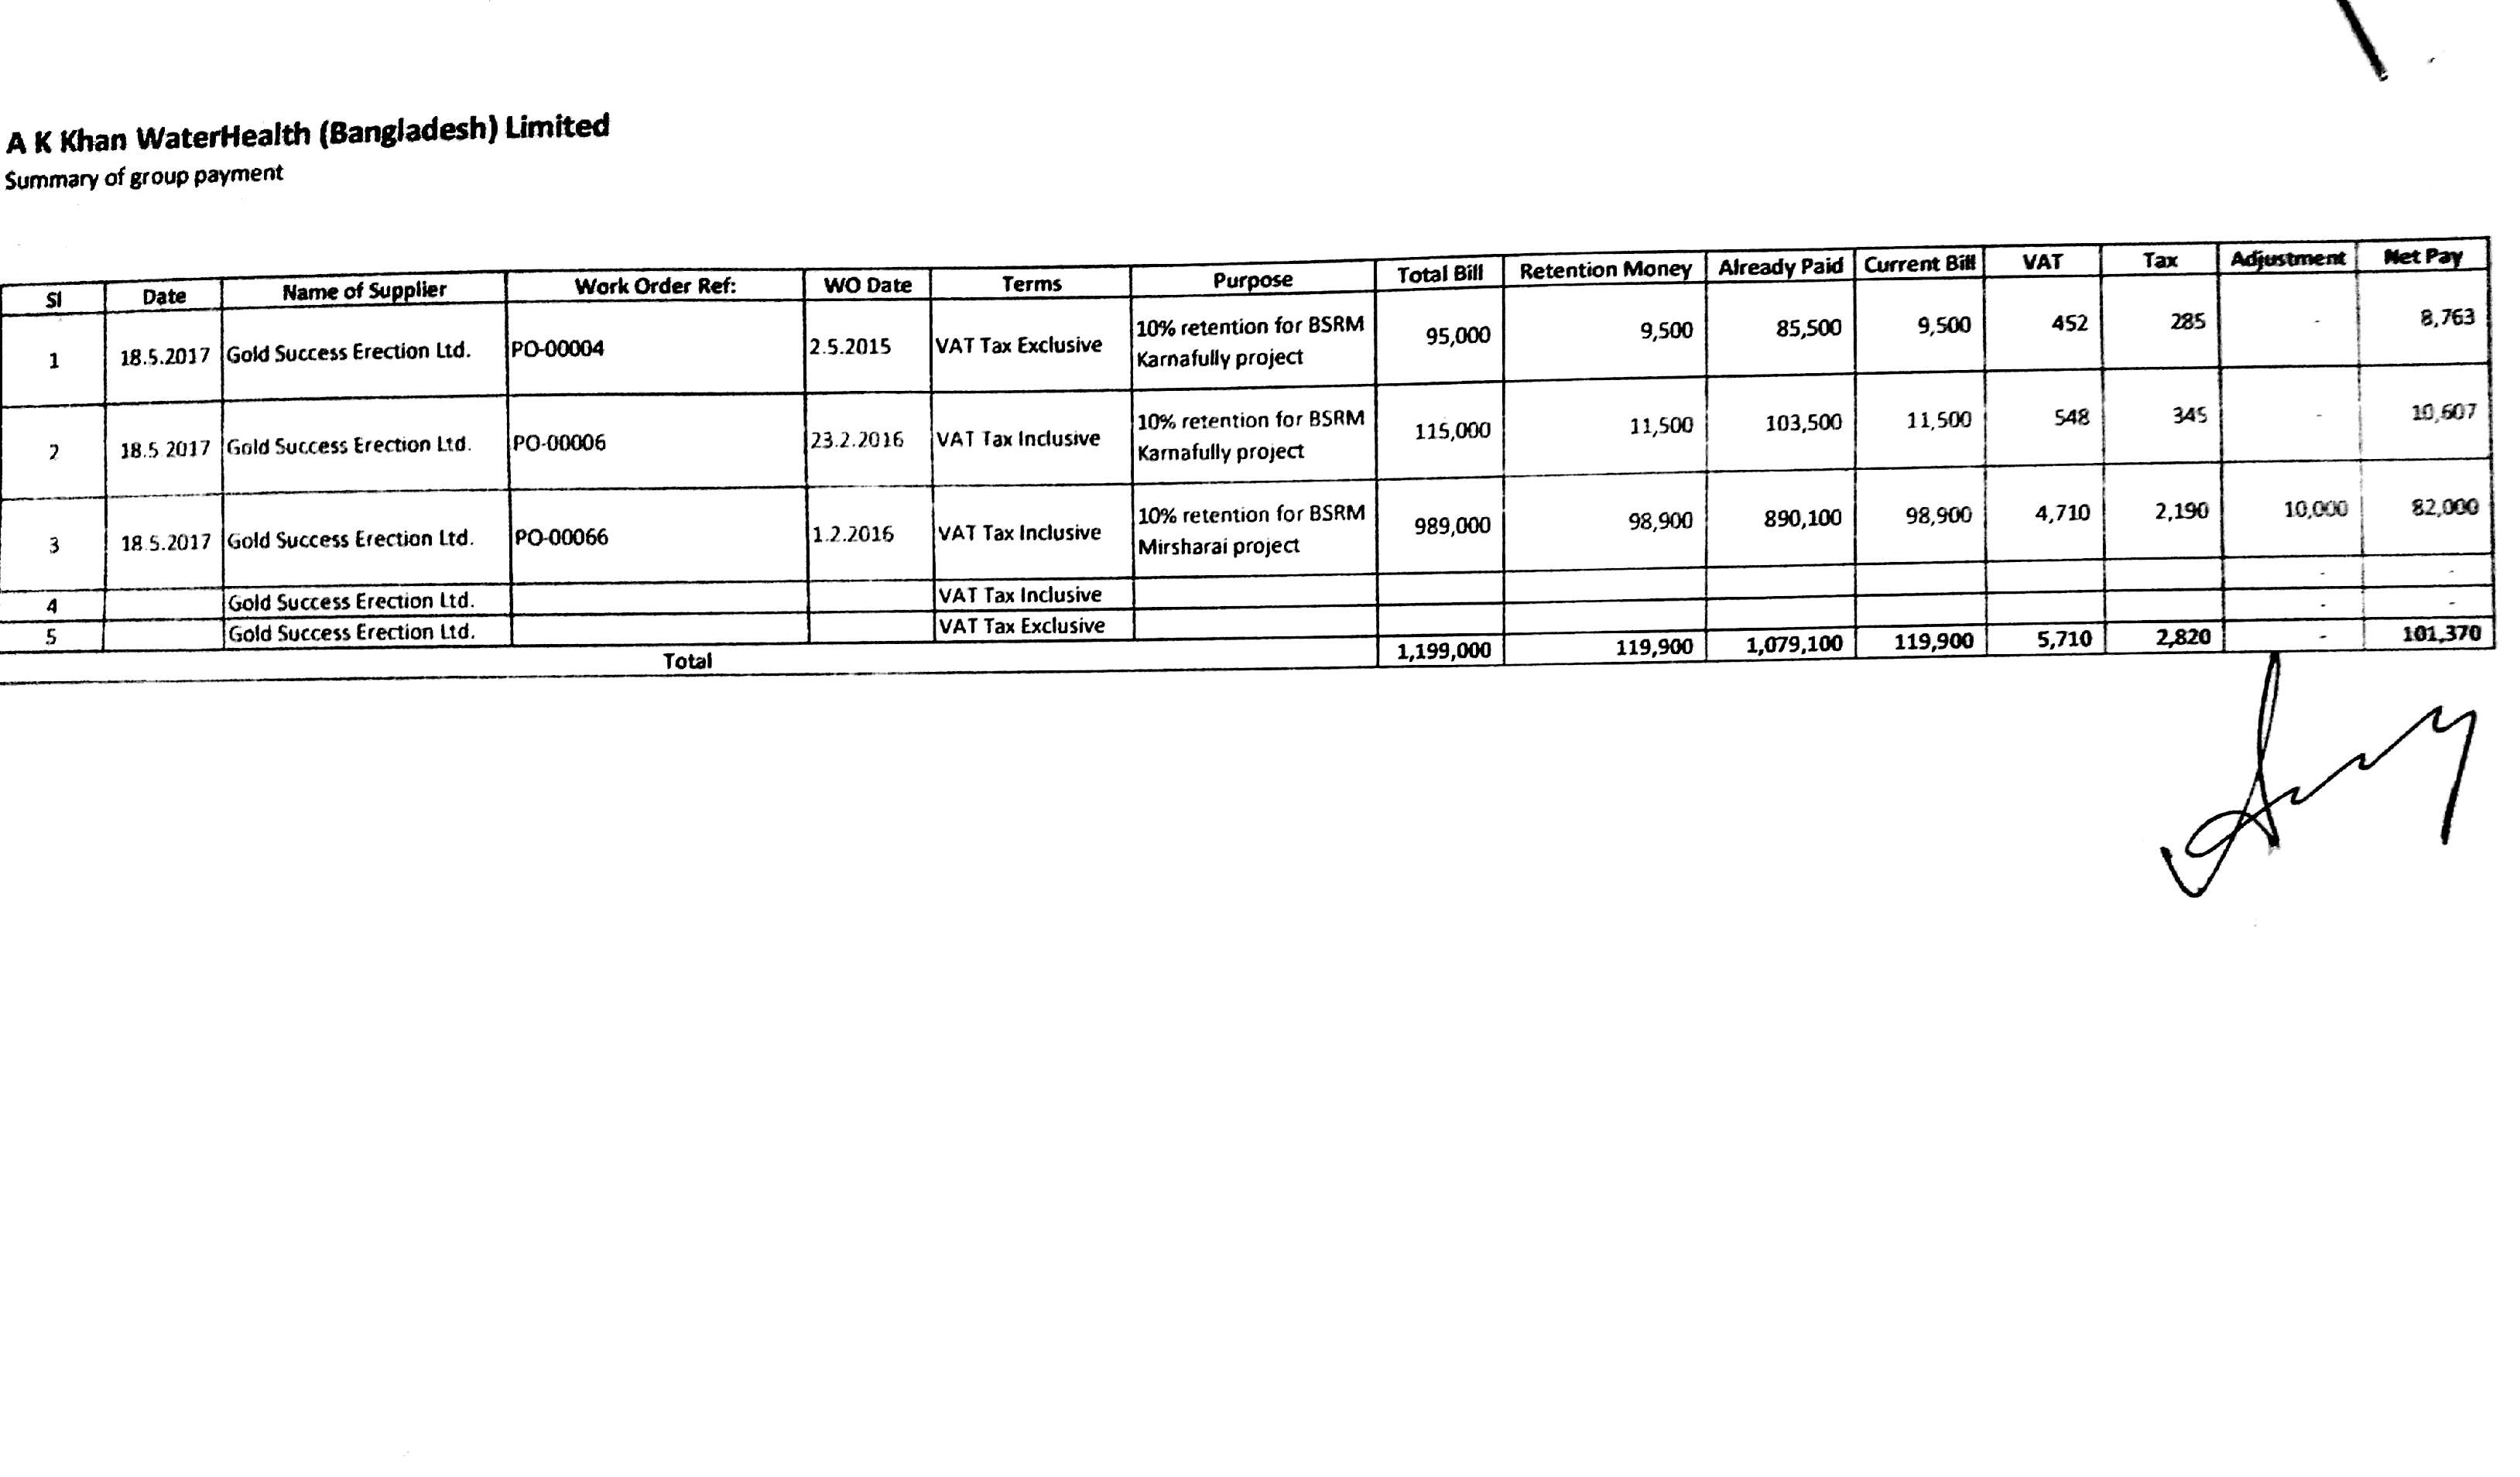 A K Khan WaterHealth (Bangladesh) Limited
Summary of group payment
Sl Date Name of Supplier Work Order Ref: WO Date Terms Purpose Total Bill Retention Money Already Paid Current Bill VAT Tax Adjustment Net Pay
1 18.5.2017 Gold Success Erection Ltd. PO-00004 2.5.2015 VAT Tax Exclusive 10% retention for BSRM Karnafully project 95,000 9,500 85,500 9,500 452 285 - 8,763
2 18.5.2017 Gold Success Erection Ltd. PO-00006 23.2.2016 VAT Tax Inclusive 10% retention for BSRM Karnafully project 115,000 11,500 103,500 11,500 548 345 - 10,607
3 18.5.2017 Gold Success Erection Ltd. PO-00066 1.2.2016 VAT Tax Inclusive 10% retention for BSRM Mirsharai project 989,000 98,900 890,100 98,900 4,710 2,190 10,000 82,000
4 Gold Success Erection Ltd. VAT Tax Inclusive - -
5 Gold Success Erection Ltd. VAT Tax Exclusive - -
Total 1,199,000 119,900 1,079,100 119,900 5,710 2,820 - 101,370